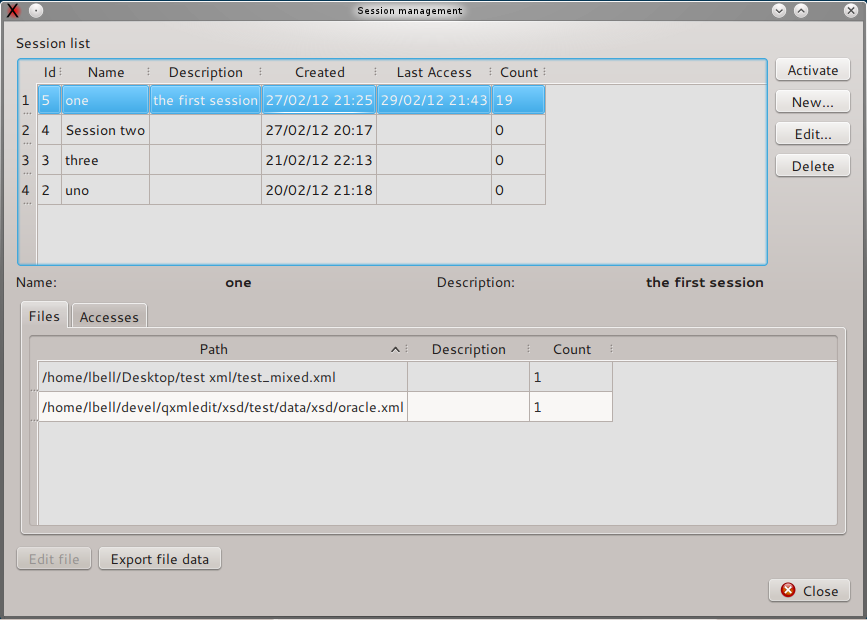 Session management
Session list
Id Name Description Created Last Access Count
Activate
1 5 one the first session 27/02/12 21:25 29/02/12 21:43 19
New...
2 4 Session two 27/02/12 20:17 0
Edit...
3 3 three 21/02/12 22:13 0
Delete
4 2 uno 20/02/12 21:18 0
Name: one Description: the first session
Files Accesses
Path Description Count
/home/lbell/Desktop/test xml/test_mixed.xml 1
/home/lbell/devel/qxmledit/xsd/test/data/xsd/oracle.xml 1
Edit file Export file data
Close